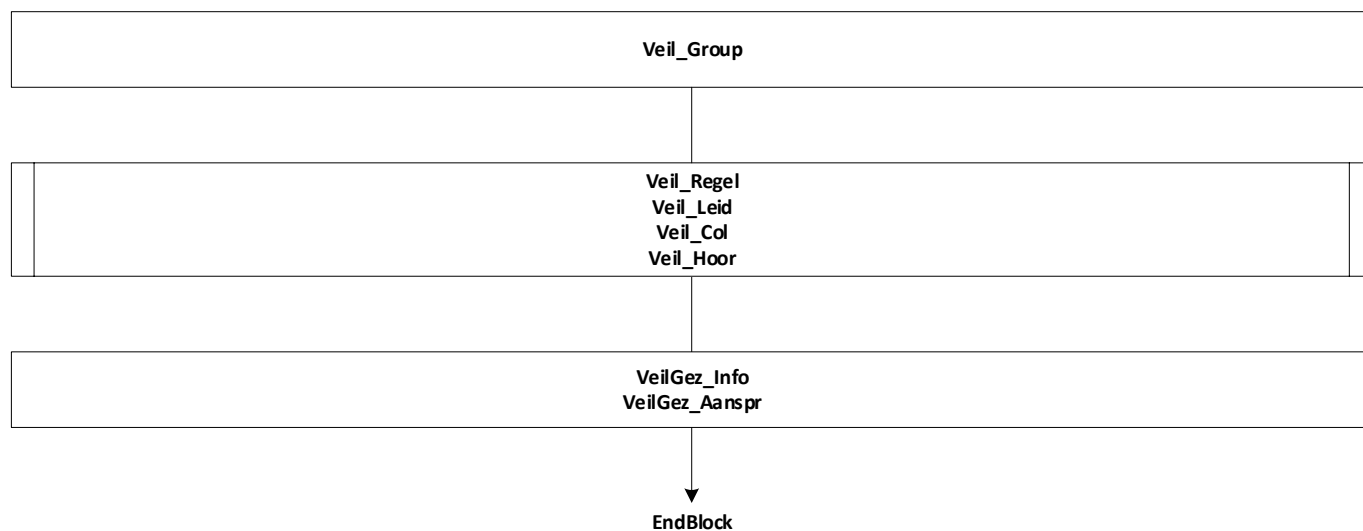 Veil_Group
Veil_Regel
Veil_Leid
Veil_Col
Veil_Hoor
VeilGez_Info
VeilGez_Aanspr
EndBlock